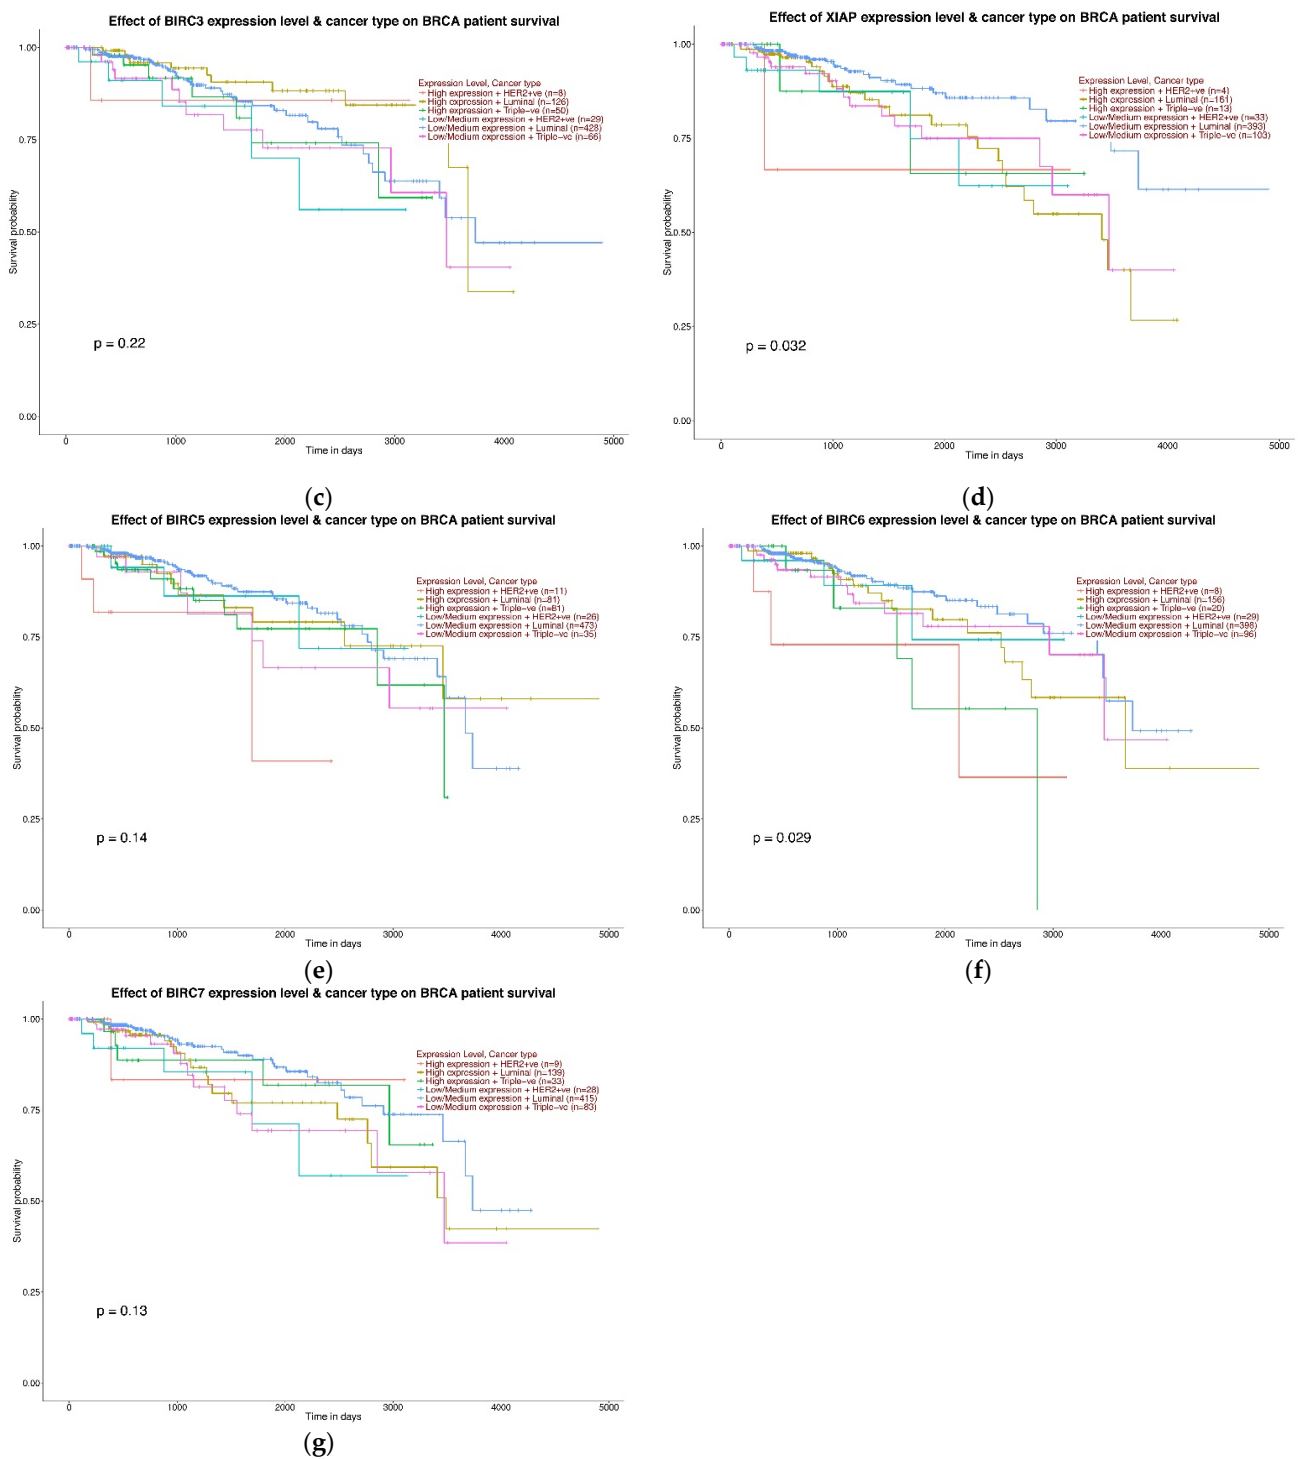 Effect of BIRC3 expression level & cancer type on BRCA patient survival
1.00
0.75
0.50
0.25
0.00
Survival probability
Expression Level, Cancer type
High expression + HER2+ve (n=8)
High expression + Luminal (n=126)
High expression + Triple-ve (n=50)
Low/Medium expression + HER2+ve (n=29)
Low/Medium expression + Luminal (n=428)
Low/Medium expression + Triple-ve (n=66)
p = 0.22
0 1000 2000 3000 4000 5000
Time in days
(c)
Effect of XIAP expression level & cancer type on BRCA patient survival
1.00
0.75
0.50
0.25
0.00
Survival probability
Expression Level, Cancer type
High expression + HER2+ve (n=4)
High expression + Luminal (n=161)
High expression + Triple-ve (n=13)
Low/Medium expression + HER2+ve (n=33)
Low/Medium expression + Luminal (n=393)
Low/Medium expression + Triple-ve (n=103)
p = 0.032
0 1000 2000 3000 4000 5000
Time in days
(d)
Effect of BIRC5 expression level & cancer type on BRCA patient survival
1.00
0.75
0.50
0.25
0.00
Survival probability
Expression Level, Cancer type
High expression + HER2+ve (n=11)
High expression + Luminal (n=81)
High expression + Triple-ve (n=81)
Low/Medium expression + HER2+ve (n=26)
Low/Medium expression + Luminal (n=473)
Low/Medium expression + Triple-ve (n=35)
p = 0.14
0 1000 2000 3000 4000 5000
Time in days
(e)
Effect of BIRC6 expression level & cancer type on BRCA patient survival
1.00
0.75
0.50
0.25
0.00
Survival probability
Expression Level, Cancer type
High expression + HER2+ve (n=8)
High expression + Luminal (n=156)
High expression + Triple-ve (n=20)
Low/Medium expression + HER2+ve (n=29)
Low/Medium expression + Luminal (n=398)
Low/Medium expression + Triple-ve (n=96)
p = 0.029
0 1000 2000 3000 4000 5000
Time in days
(f)
Effect of BIRC7 expression level & cancer type on BRCA patient survival
1.00
0.75
0.50
0.25
0.00
Survival probability
Expression Level, Cancer type
High expression + HER2+ve (n=9)
High expression + Luminal (n=139)
High expression + Triple-ve (n=33)
Low/Medium expression + HER2+ve (n=28)
Low/Medium expression + Luminal (n=415)
Low/Medium expression + Triple-ve (n=83)
p = 0.13
0 1000 2000 3000 4000 5000
Time in days
(g)